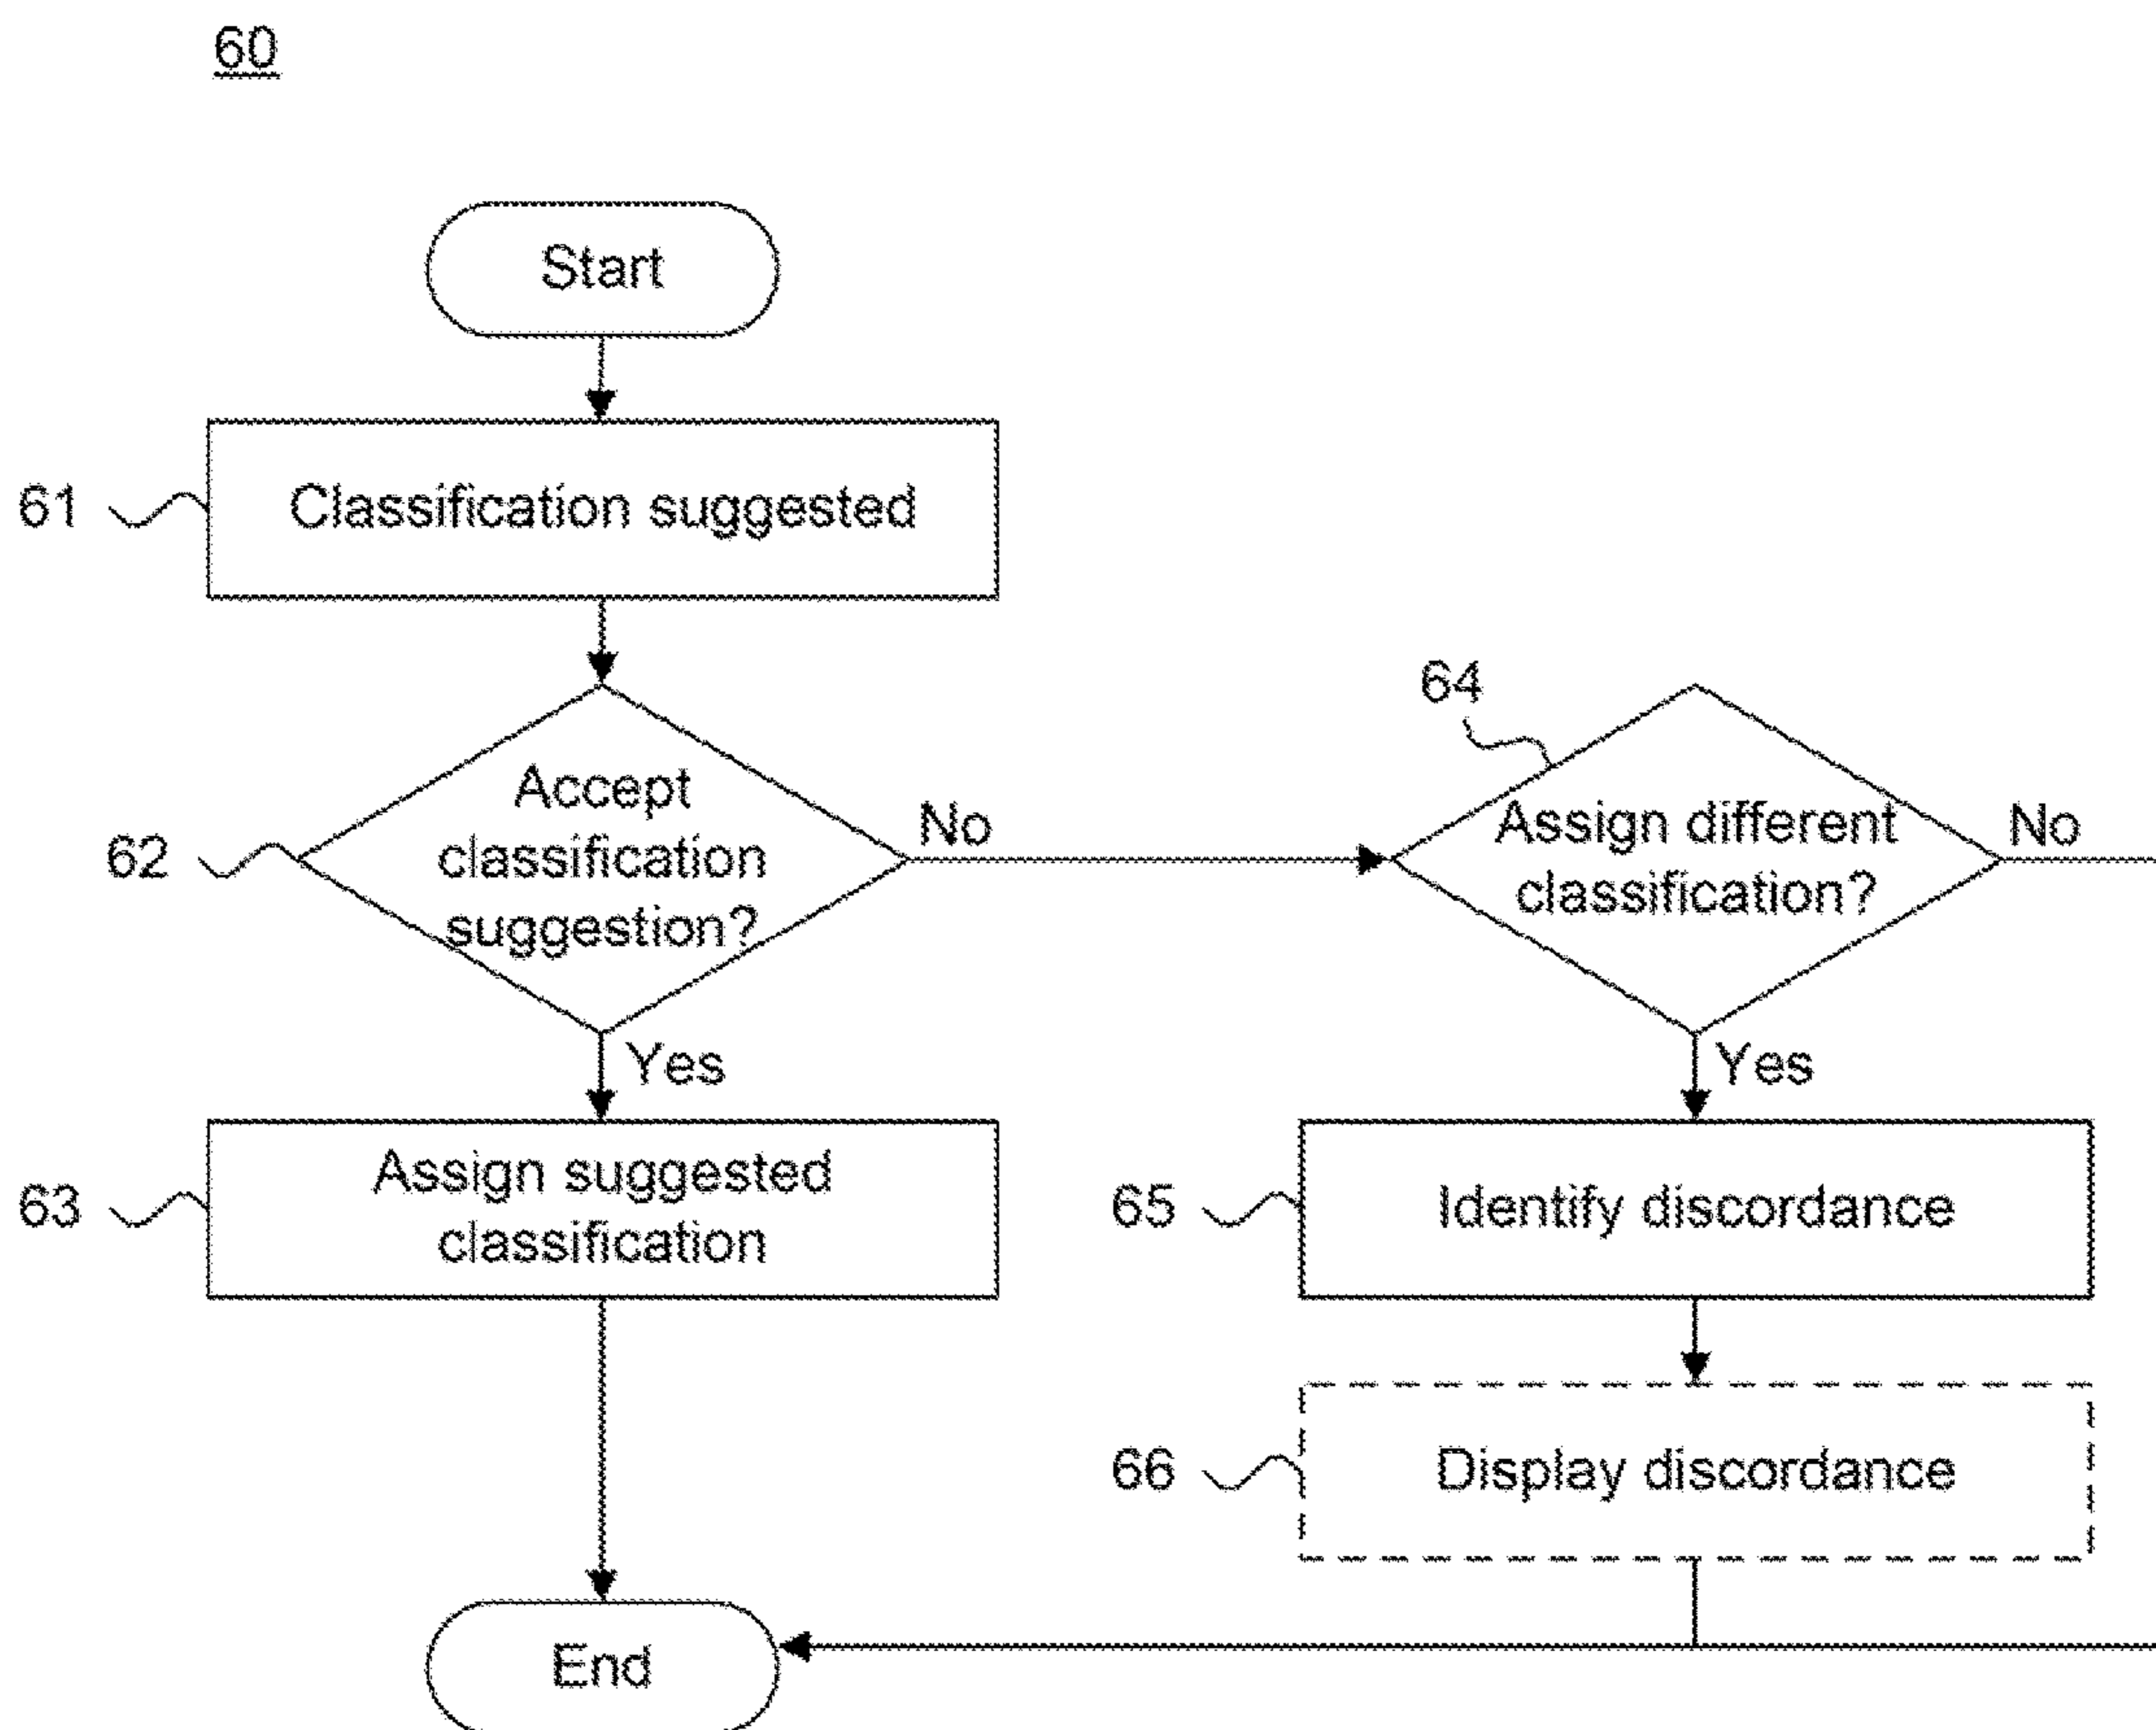 60
Start
61
Classification suggested
62
Accept
classification
suggestion?
No
64
Assign different
classification?
No
Yes
Yes
63
Assign suggested
classification
65
Identify discordance
66
Display discordance
End